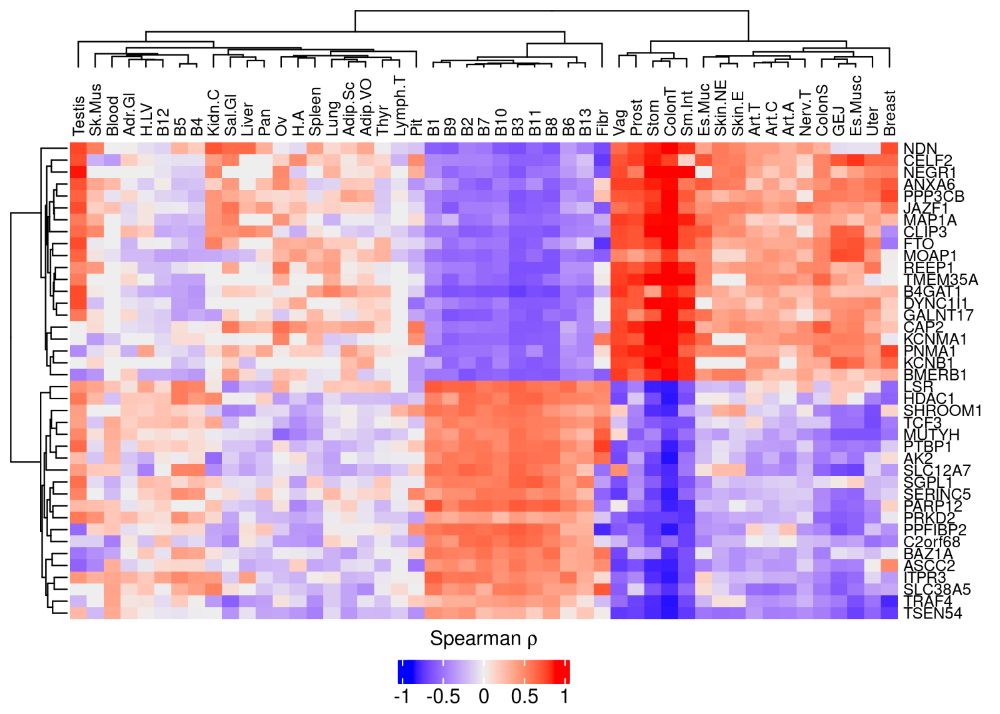 Testis
Sk.Mus
Blood
Adr.Gl
H.LV
B12
B5
B4
Kidn.C
Sal.Gl
Liver
Pan
Ov
H.A
Spleen
Lung
Adip.Sc
Adip.VO
Thyr
Lymph.T
Pit
B1
B9
B2
B7
B10
B3
B11
B8
B6
B13
Fibr
Vag
Prost
Stom
ColonT
Sm.Int
Es.Muc
Skin.NE
Skin.E
Art.T
Art.C
Art.A
Nerv.T
ColonS
GEJ
Es.Musc
Uter
Breast
NDN
CELF2
NEGR1
ANXA6
PPP3CB
JAZF1
MAP1A
CLIP3
FTO
MOAP1
REEP1
TMEM35A
B4GAT1
DYNC1I1
GALNT17
CAP2
KCNMA1
PNMA1
KCNB1
BMERB1
LSR
HDAC1
SHROOM1
TCF3
MUTYH
PTBP1
AK2
SLC12A7
SGPL1
SERINC5
PARP12
PRKD2
PPFIBP2
C2orf68
BAZ1A
ASCC2
ITPR3
SLC38A5
TRAF4
TSEN54
Spearman ρ
-1 -0.5 0 0.5 1